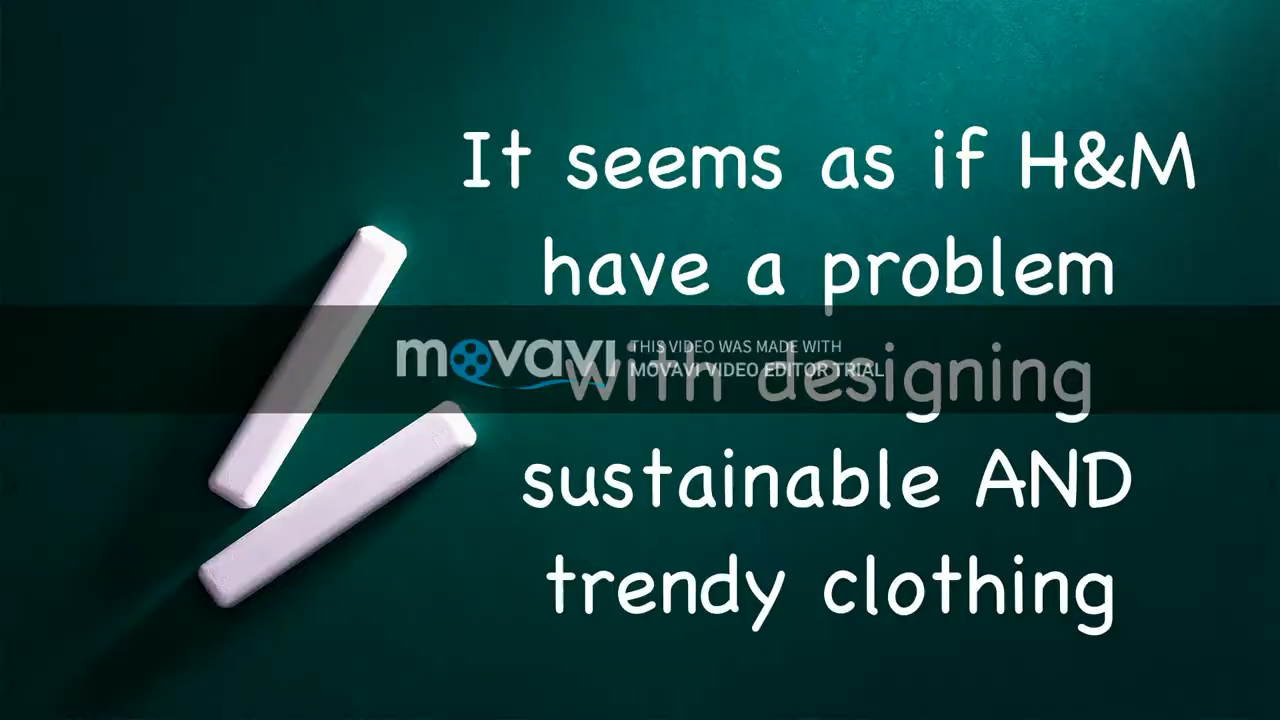 It seems as if H&M
have a problem
movavi
THIS VIDEO WAS MADE WITH
MOVAVI VIDEO EDITOR TRIAL
with designing
sustainable AND
trendy clothing